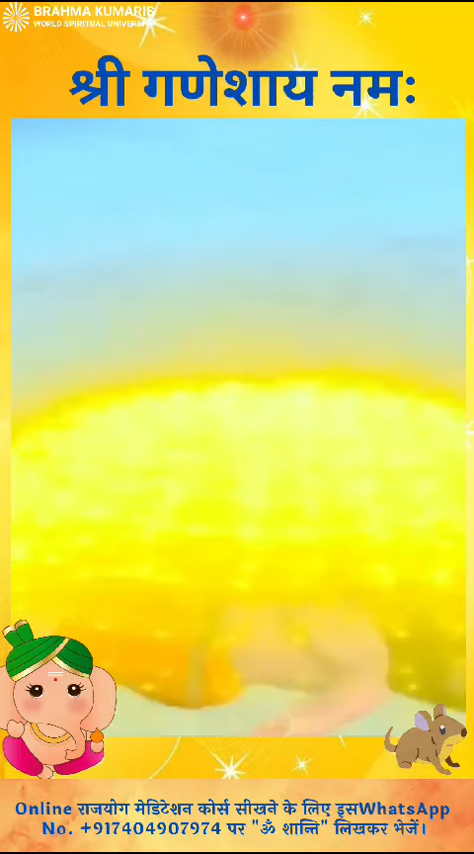 BRAHMA KUMARIS
WORLD SPIRITUAL UNIVERSITY
श्री गणेशाय नमः
Online राजयोग मेडिटेशन कोर्स सीखने के लिए इसWhatsApp
No. +917404907974 पर "ॐ शान्ति" लिखकर भेजें।